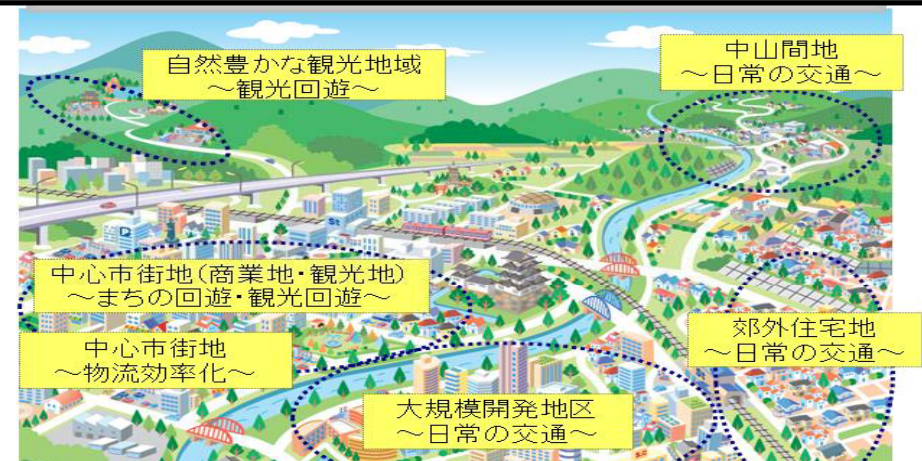 自然豊かな観光地域
～観光回遊～
中山間地
～日常の交通～
中心市街地(商業地・観光地)
～まちの回遊・観光回遊～
郊外住宅地
～日常の交通～
中心市街地
～物流効率化～
大規模開発地区
～日常の交通～